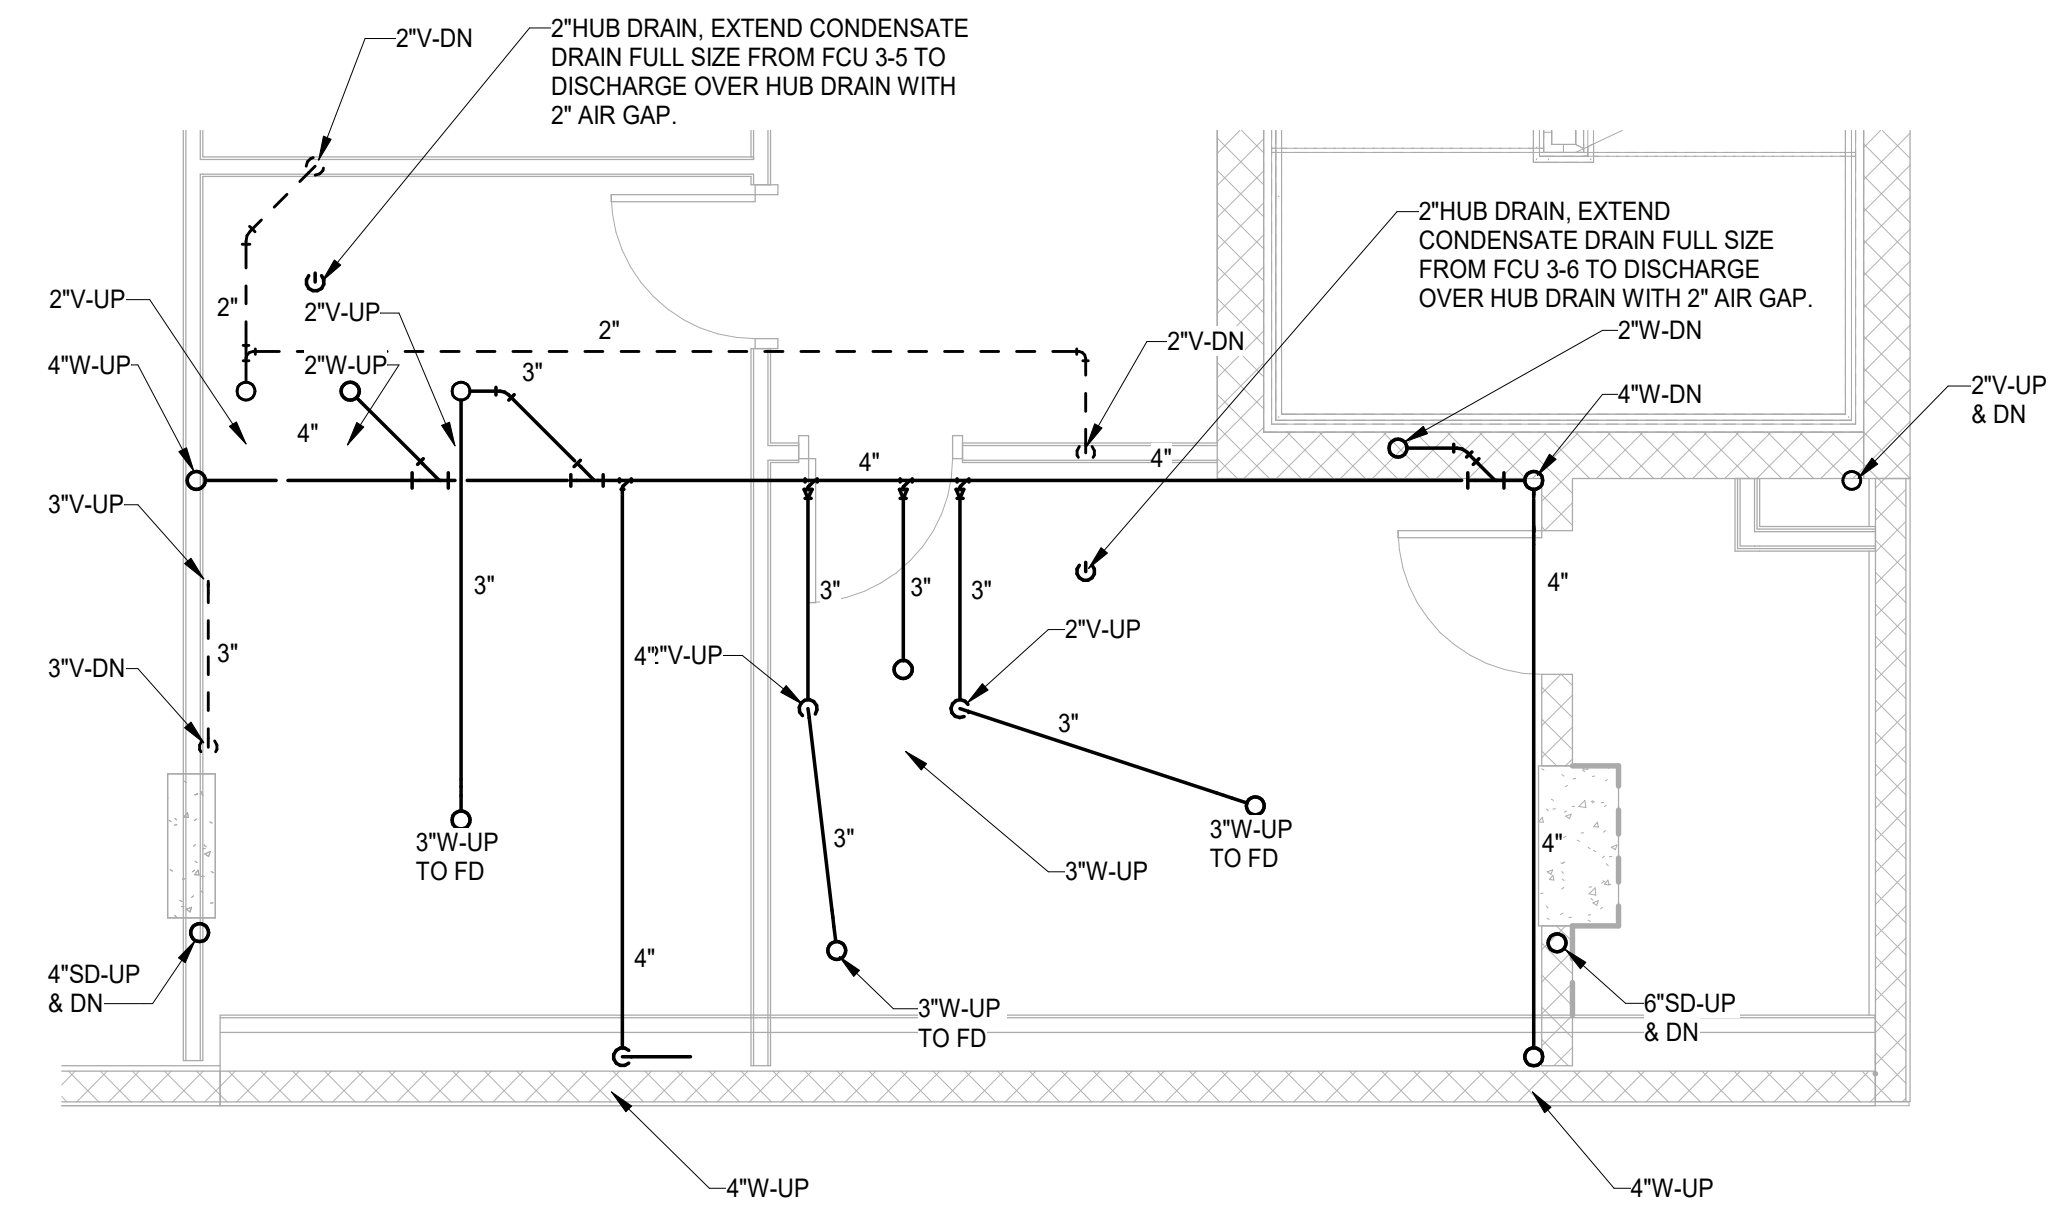 2"V-DN
2"HUB DRAIN, EXTEND CONDENSATE
DRAIN FULL SIZE FROM FCU 3-5 TO
DISCHARGE OVER HUB DRAIN WITH
2" AIR GAP.
2"HUB DRAIN, EXTEND
CONDENSATE DRAIN FULL SIZE
FROM FCU 3-6 TO DISCHARGE
OVER HUB DRAIN WITH 2" AIR GAP.
2"V-UP
2"
2"V-UP
2"
2"V-DN
2"W-DN
4"W-UP
2"W-UP
3"
4"W-DN
2"V-UP
& DN
4"
4"
4"
3"V-UP
3"
3"
3"
3"
4"
3"
4"
2"V-UP
2"V-UP
3"V-DN
3"
3"W-UP
TO FD
3"
3"W-UP
3"W-UP
TO FD
4"
4"SD-UP
& DN
4"
3"W-UP
TO FD
6"SD-UP
& DN
4"W-UP
4"W-UP